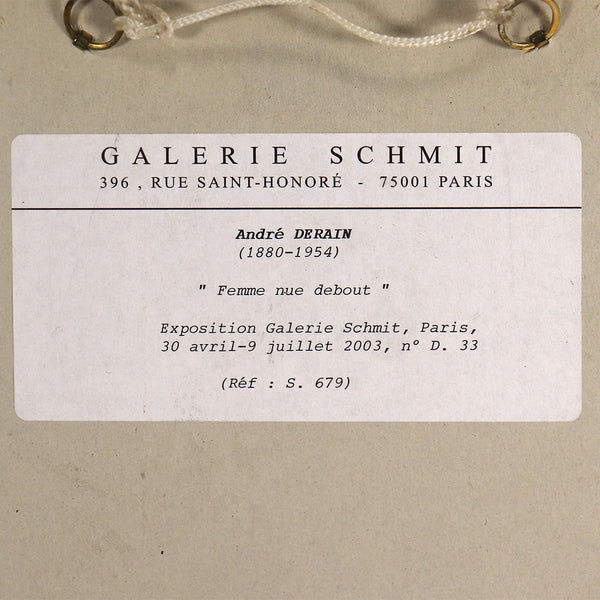 GALERIE SCHMIT
396 , RUE SAINT-HONORÉ - 75001 PARIS
André DERAIN
(1880-1954)
" Femme nue debout "
Exposition Galerie Schmit, Paris,
30 avril-9 juillet 2003, n° D. 33
(Réf : S. 679)